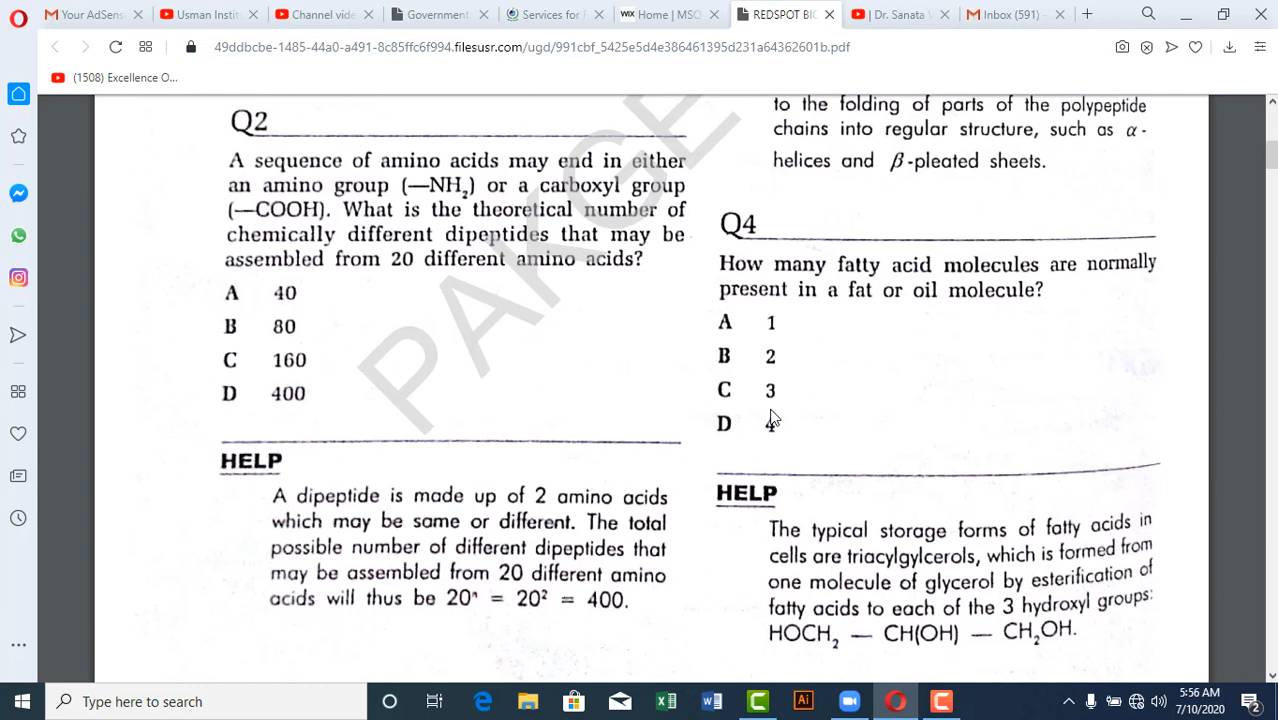 Your AdSens
Usman Instit
Channel vide
Government
Services for F
WIX Home | MSQ
REDSPOT BIO
| Dr. Sanata V
Inbox (591) -
49ddbcbe-1485-44a0-a491-8c85ffc6f994.filesusr.com/ugd/991cbf_5425e5d4e386461395d231a64362601b.pdf
(1508) Excellence O...
PAKGE
Q2
A sequence of amino acids may end in either
an amino group (—NH₂) or a carboxyl group
(—COOH). What is the theoretical number of
chemically different dipeptides that may be
assembled from 20 different amino acids?
A 40
B 80
C 160
D 400
HELP
A dipeptide is made up of 2 amino acids
which may be same or different. The total
possible number of different dipeptides that
may be assembled from 20 different amino
acids will thus be 20ⁿ = 20² = 400.
to the folding of parts of the polypeptide
chains into regular structure, such as α-
helices and β-pleated sheets.
Q4
How many fatty acid molecules are normally
present in a fat or oil molecule?
A 1
B 2
C 3
D 4
HELP
The typical storage forms of fatty acids in
cells are triacylgylcerols, which is formed from
one molecule of glycerol by esterification of
fatty acids to each of the 3 hydroxyl groups:
HOCH₂ — CH(OH) — CH₂OH.
Type here to search
Ai
5:56 AM
7/10/2020
2